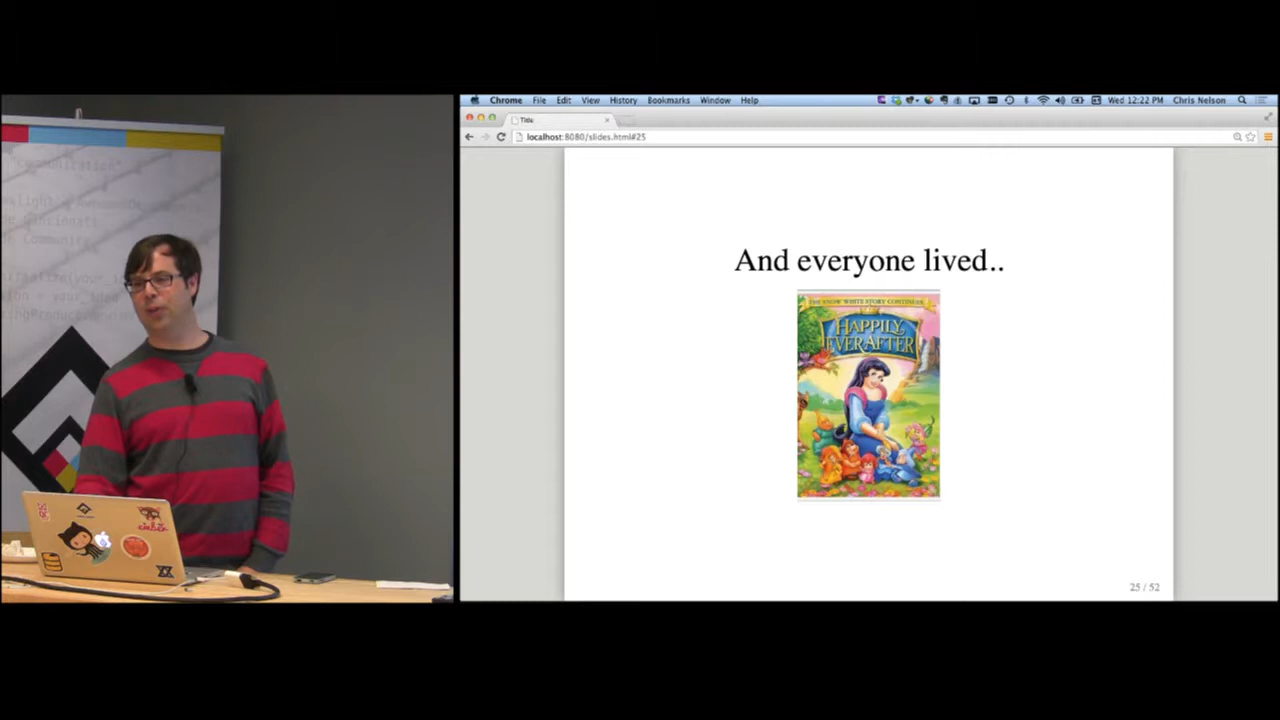 Chrome File Edit View History Bookmarks Window Help Wed 12:22 PM Chris Nelson
Title
localhost:8080/slides.html#25
And everyone lived..
THE SNOW WHITE STORY CONTINUES
HAPPILY
EVER AFTER
25 / 52